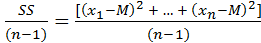 SS/(n−1) = [(x₁−M)² + ... + (xₙ−M)²]/(n−1)